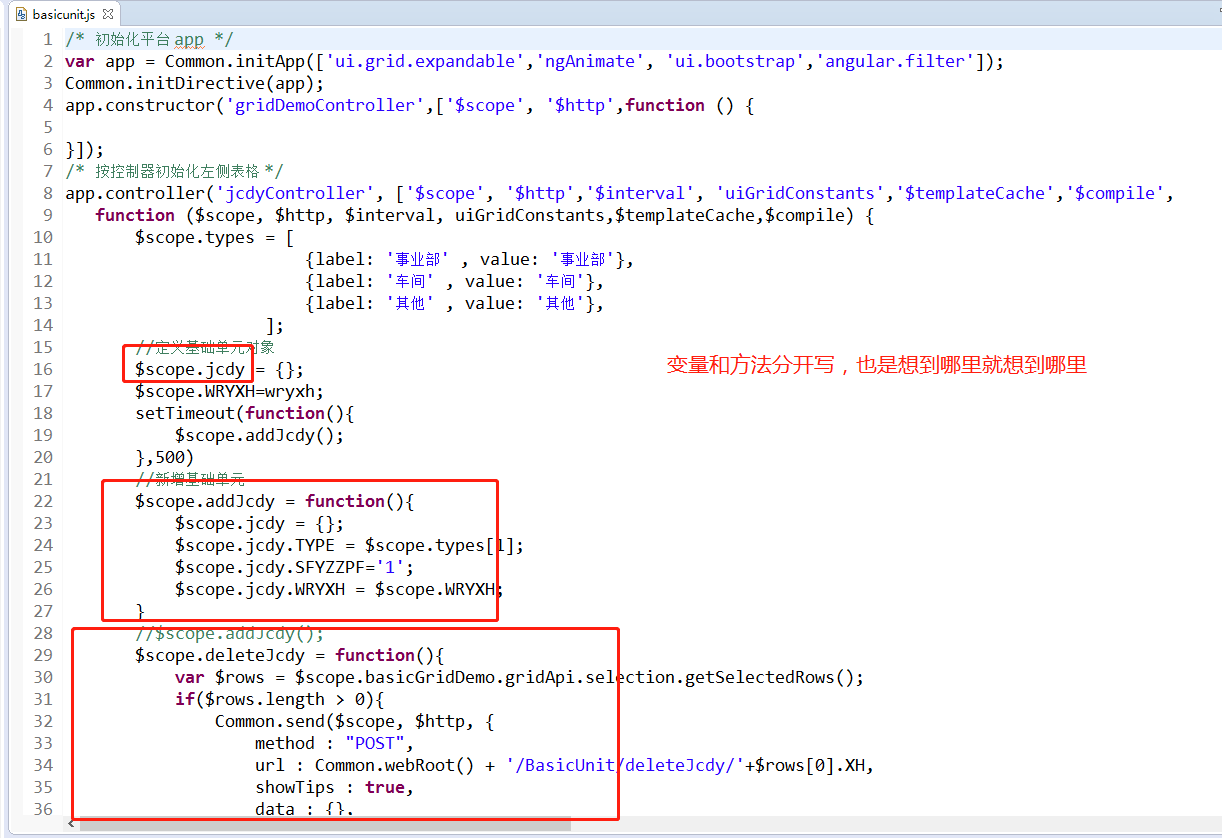 basicunit.js
1 /* 初始化平台app */
2 var app = Common.initApp(['ui.grid.expandable','ngAnimate', 'ui.bootstrap','angular.filter']);
3 Common.initDirective(app);
4 app.constructor('gridDemoController',['$scope', '$http',function () {
5
6 }]);
7 /* 按控制器初始化左侧表格 */
8 app.controller('jcdyController', ['$scope', '$http','$interval', 'uiGridConstants','$templateCache','$compile',
9 function ($scope, $http, $interval, uiGridConstants,$templateCache,$compile) {
10 $scope.types = [
11 {label: '事业部' , value: '事业部'},
12 {label: '车间' , value: '车间'},
13 {label: '其他' , value: '其他'},
14 ];
15 //定义基础单元对象
16 $scope.jcdy = {};
变量和方法分开写，也是想到哪里就想到哪里
17 $scope.WRYXH=wryxh;
18 setTimeout(function(){
19 $scope.addJcdy();
20 },500)
21 //新增基础单元
22 $scope.addJcdy = function(){
23 $scope.jcdy = {};
24 $scope.jcdy.TYPE = $scope.types[1];
25 $scope.jcdy.SFYZZPF='1';
26 $scope.jcdy.WRYXH = $scope.WRYXH;
27 }
28 //$scope.addJcdy();
29 $scope.deleteJcdy = function(){
30 var $rows = $scope.basicGridDemo.gridApi.selection.getSelectedRows();
31 if($rows.length > 0){
32 Common.send($scope, $http, {
33 method : "POST",
34 url : Common.webRoot() + '/BasicUnit/deleteJcdy/'+$rows[0].XH,
35 showTips : true,
36 data : {},